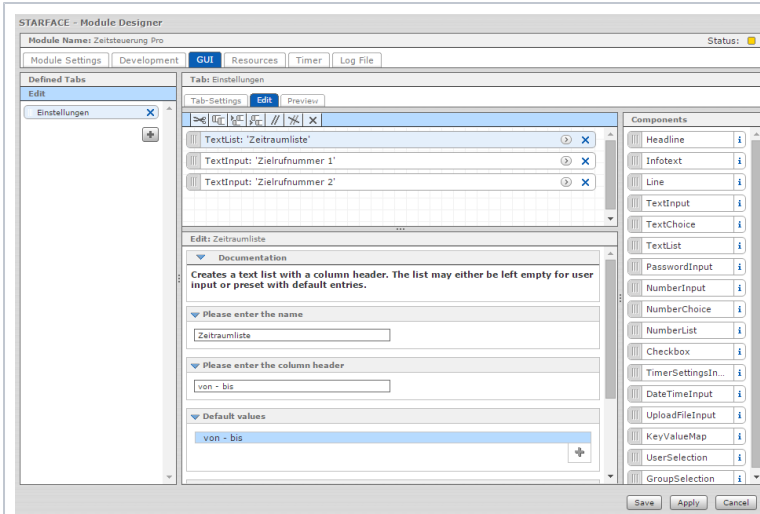 STARFACE - Module Designer
Module Name: Zeitsteuerung Pro
Status:
Module Settings
Development
GUI
Resources
Timer
Log File
Defined Tabs
Edit
Einstellungen
Tab: Einstellungen
Tab-Settings
Edit
Preview
TextList: 'Zeitraumliste'
TextInput: 'Zielrufnummer 1'
TextInput: 'Zielrufnummer 2'
Edit: Zeitraumliste
Documentation
Creates a text list with a column header. The list may either be left empty for user
input or preset with default entries.
Please enter the name
Zeitraumliste
Please enter the column header
von - bis
Default values
von - bis
Components
Headline
Infotext
Line
TextInput
TextChoice
TextList
PasswordInput
NumberInput
NumberChoice
NumberList
Checkbox
TimerSettingsIn...
DateTimeInput
UploadFileInput
KeyValueMap
UserSelection
GroupSelection
Save
Apply
Cancel